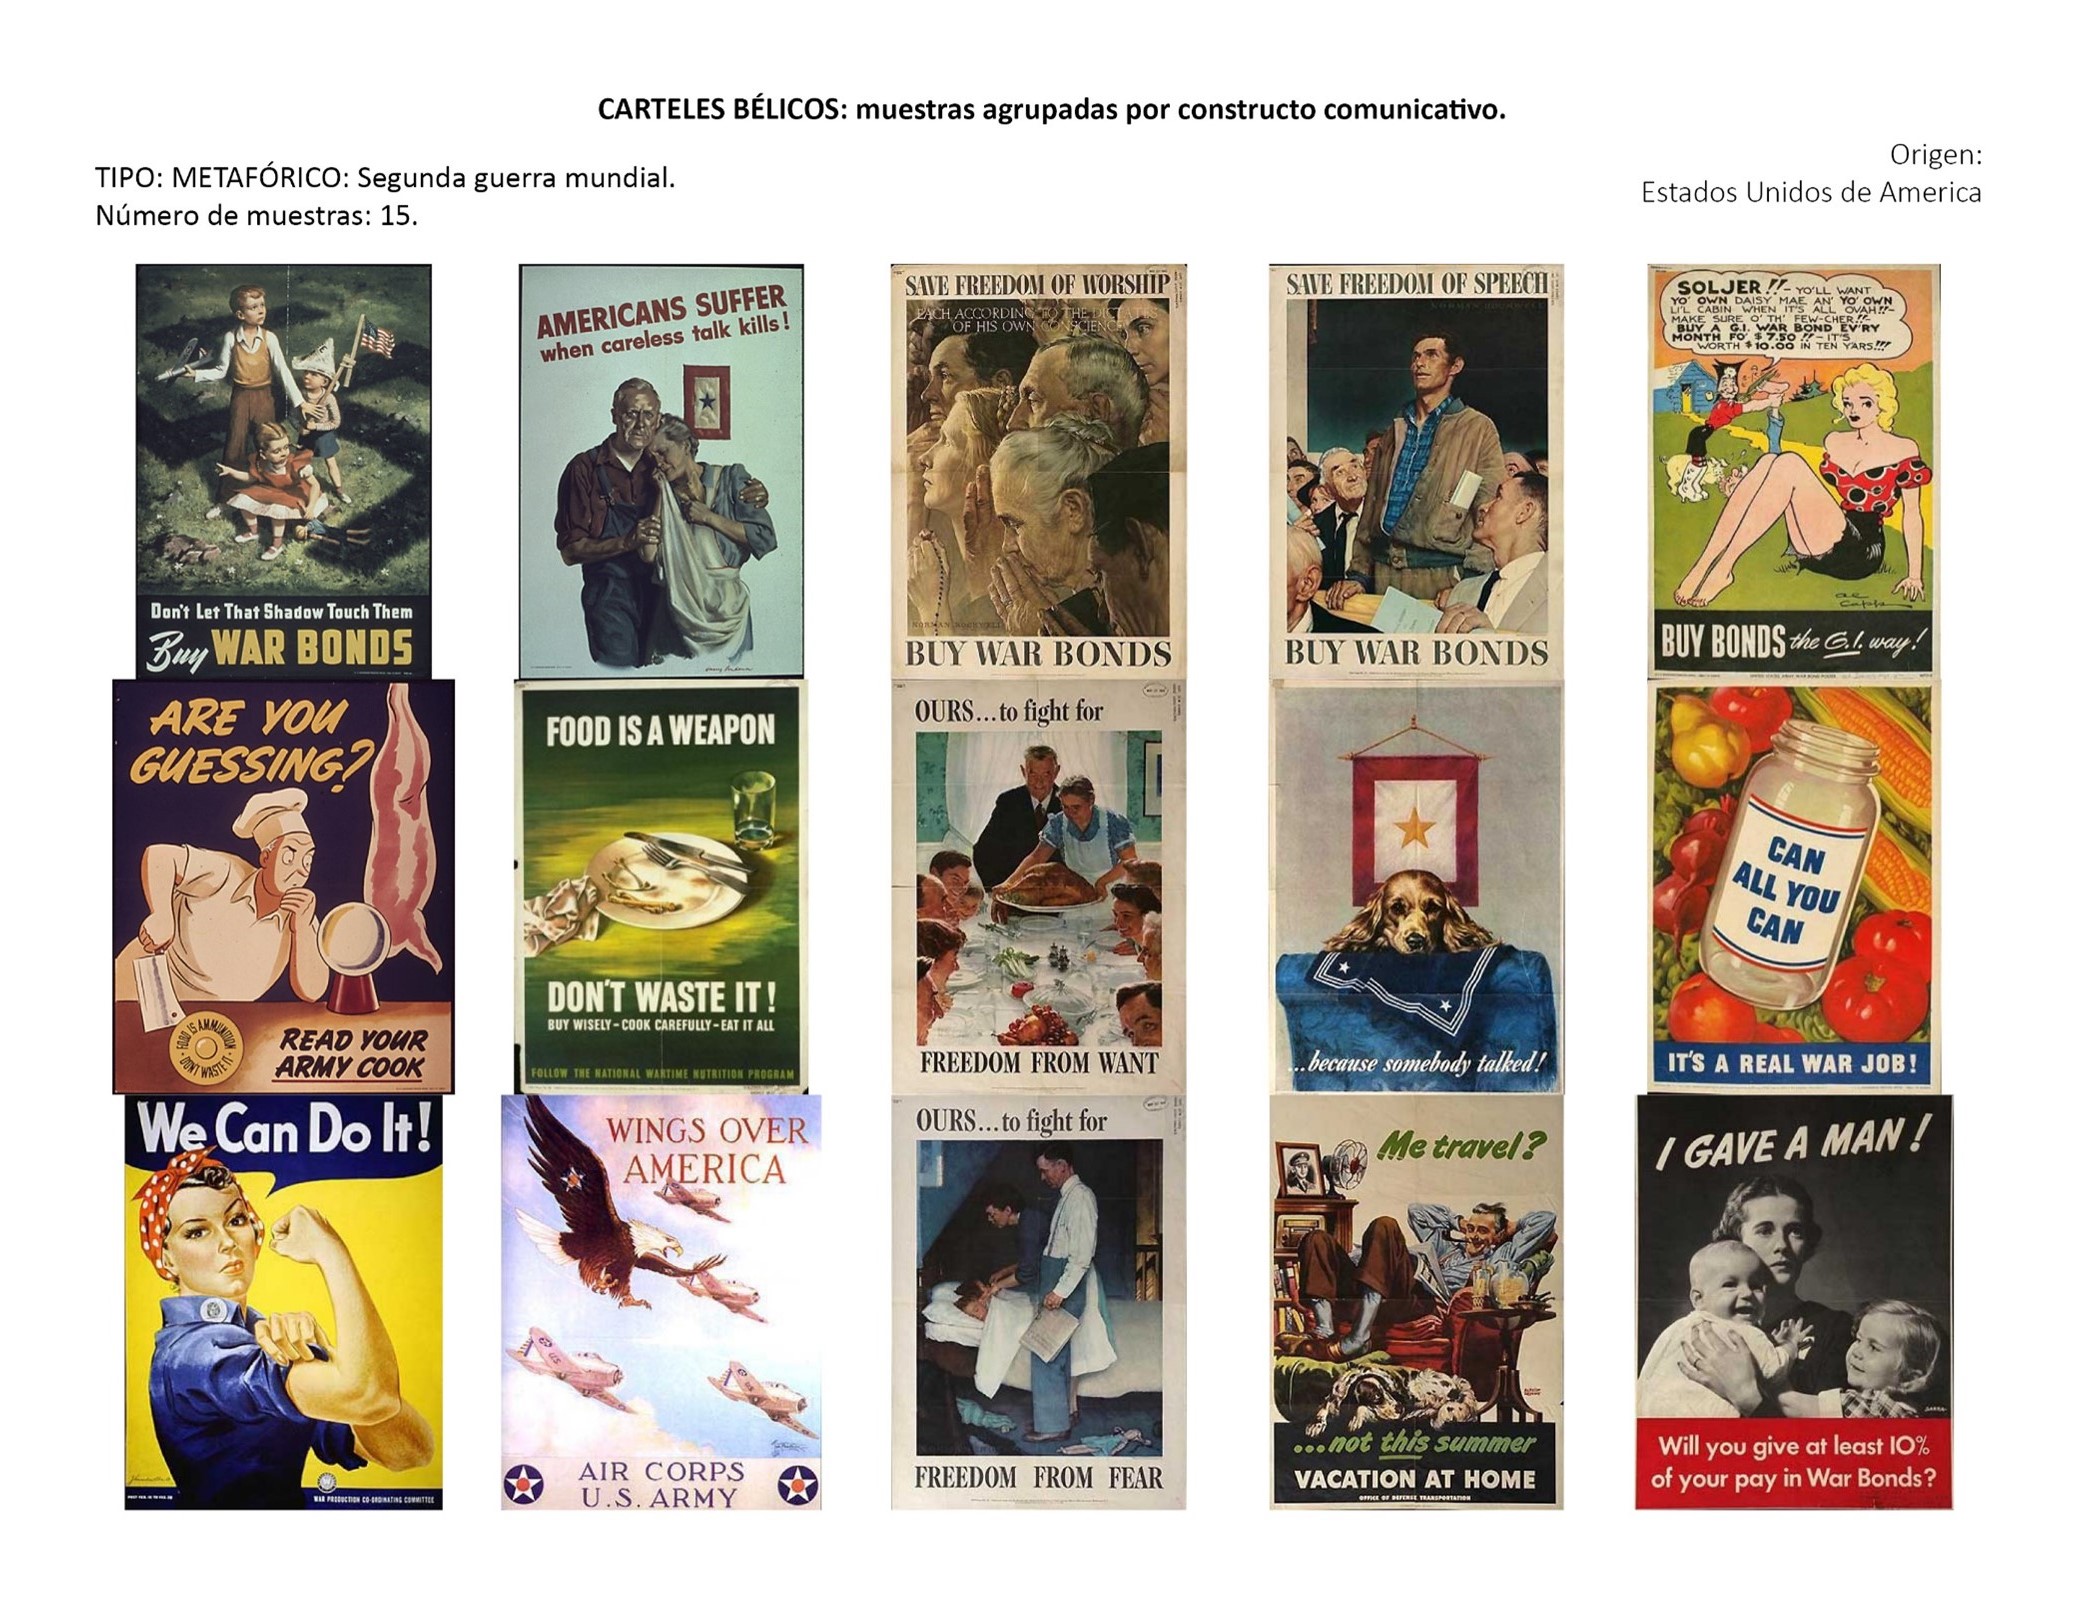 CARTELES BÉLICOS: muestras agrupadas por constructo comunicativo.
TIPO: METAFÓRICO: Segunda guerra mundial.
Número de muestras: 15.
Origen:
Estados Unidos de America
Don't Let That Shadow Touch Them
Buy WAR BONDS
AMERICANS SUFFER
when careless talk kills!
SAVE FREEDOM OF WORSHIP
EACH ACCORDING TO THE DICTATES
OF HIS OWN CONSCIENCE
NORMAN ROCKWELL
BUY WAR BONDS
SAVE FREEDOM OF SPEECH
BUY WAR BONDS
SOLJER!!- YO'LL WANT
YO' OWN DAISY MAE AN' YO' OWN
LI'L CABIN WHEN IT'S ALL OVAH!!-
MAKE SURE O' TH' FEW-CHER!!-
BUY A G.I. WAR BOND EV'RY
MONTH FO' $7.50!!-IT'S
WORTH $10.00 IN TEN YARS!!!
AL
CAPP
BUY BONDS the G.I. way!
ARE YOU
GUESSING?
FOOD IS AMMUNITION
DON'T WASTE IT
READ YOUR
ARMY COOK
FOOD IS A WEAPON
DON'T WASTE IT!
BUY WISELY-COOK CAREFULLY-EAT IT ALL
FOLLOW THE NATIONAL WARTIME NUTRITION PROGRAM
OURS...to fight for
FREEDOM FROM WANT
...because somebody talked!
CAN
ALL YOU
CAN
IT'S A REAL WAR JOB!
We Can Do It!
WAR PRODUCTION CO-ORDINATING COMMITTEE
WINGS OVER
AMERICA
US
AIR CORPS
U.S. ARMY
OURS...to fight for
FREEDOM FROM FEAR
Me travel?
...not this summer
VACATION AT HOME
OFFICE OF DEFENSE TRANSPORTATION
I GAVE A MAN!
SARRA
Will you give at least 10%
of your pay in War Bonds?